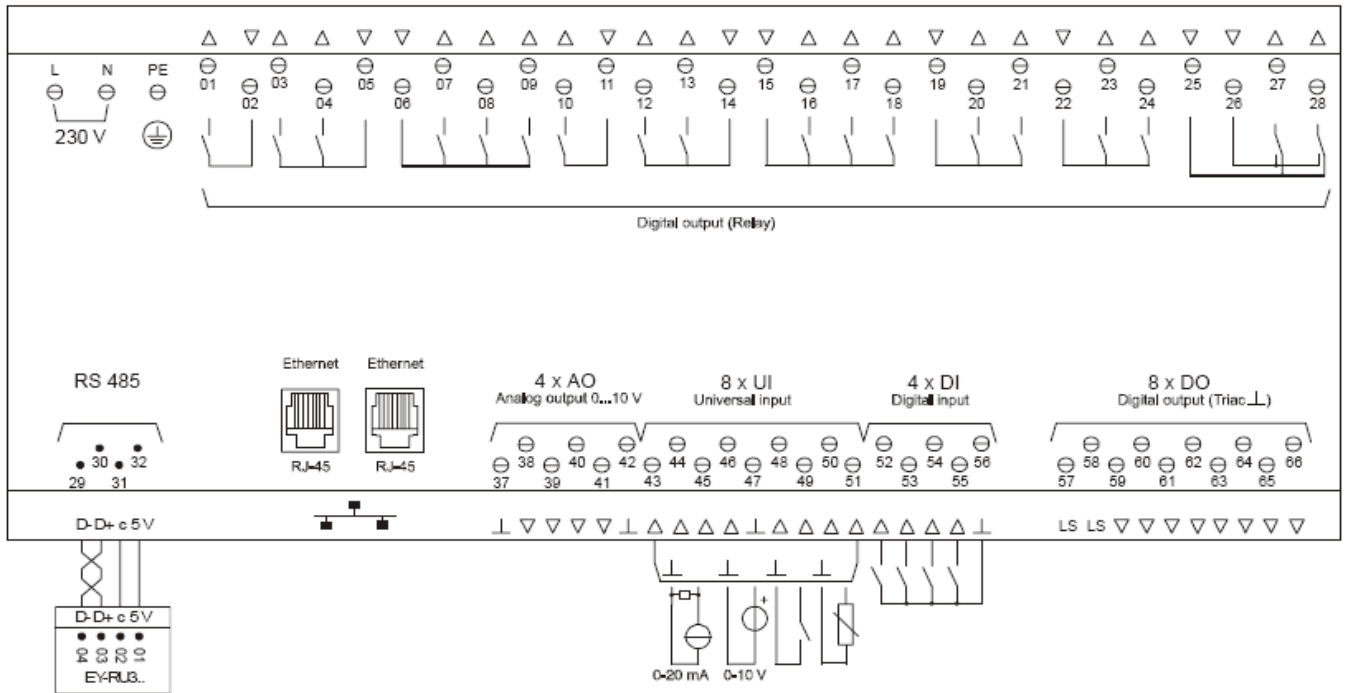 L N PE
01 02 03 04 05 06 07 08 09 10 11 12 13 14 15 16 17 18 19 20 21 22 23 24 25 26 27 28
230 V
Digital output (Relay)
Ethernet Ethernet
RS 485
4 x AO 8 x UI 4 x DI 8 x DO
Analog output 0...10 V Universal input Digital input Digital output (Triac ⊥)
29 30 31 32
RJ-45 RJ-45
37 38 39 40 41 42 43 44 45 46 47 48 49 50 51 52 53 54 55 56 57 58 59 60 61 62 63 64 65 66
D- D+ c 5 V
LS LS
D- D+ c 5 V
+
04 03 02 01
EY-RU3..
0-20 mA 0-10 V